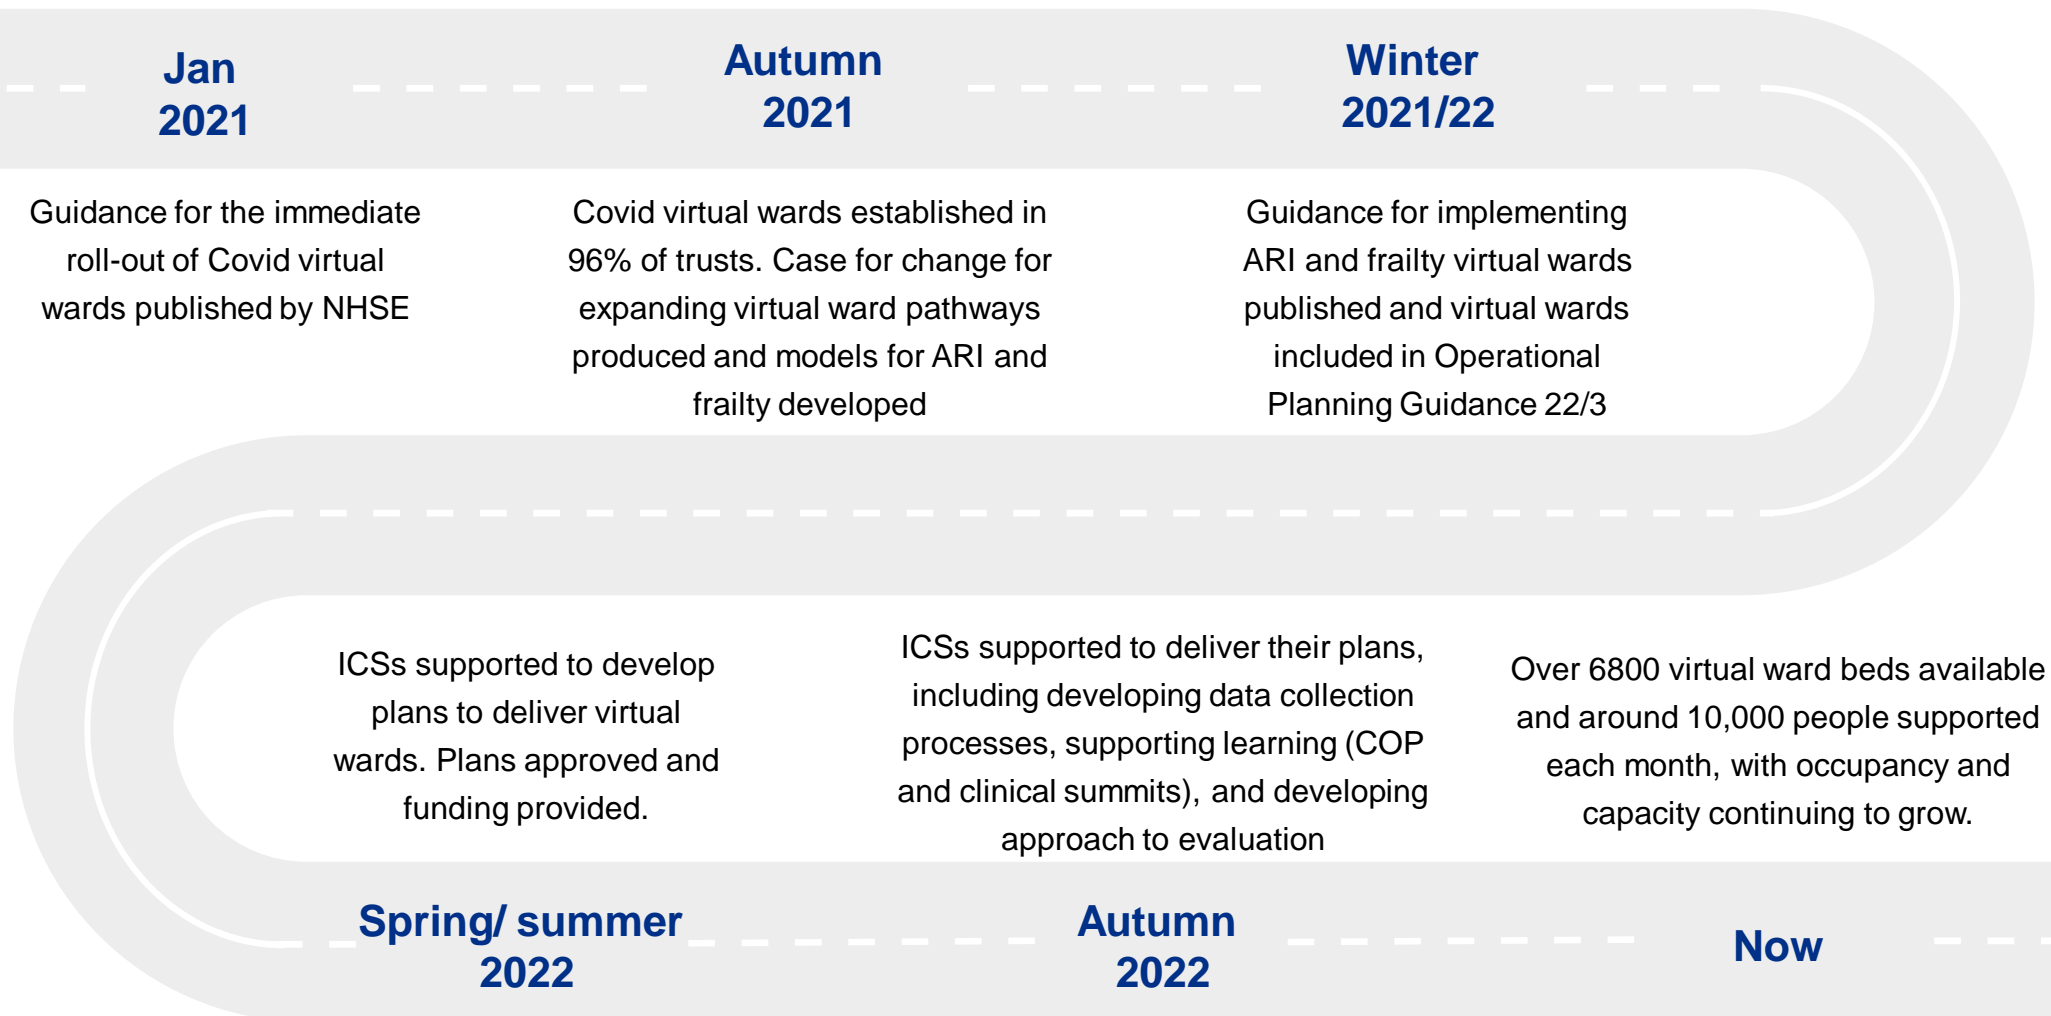 Jan
2021
Autumn
2021
Winter
2021/22
Guidance for the immediate
roll-out of Covid virtual
wards published by NHSE
Covid virtual wards established in
96% of trusts. Case for change for
expanding virtual ward pathways
produced and models for ARI and
frailty developed
Guidance for implementing
ARI and frailty virtual wards
published and virtual wards
included in Operational
Planning Guidance 22/3
ICSs supported to develop
plans to deliver virtual
wards. Plans approved and
funding provided.
ICSs supported to deliver their plans,
including developing data collection
processes, supporting learning (COP
and clinical summits), and developing
approach to evaluation
Over 6800 virtual ward beds available
and around 10,000 people supported
each month, with occupancy and
capacity continuing to grow.
Spring/ summer
2022
Autumn
2022
Now